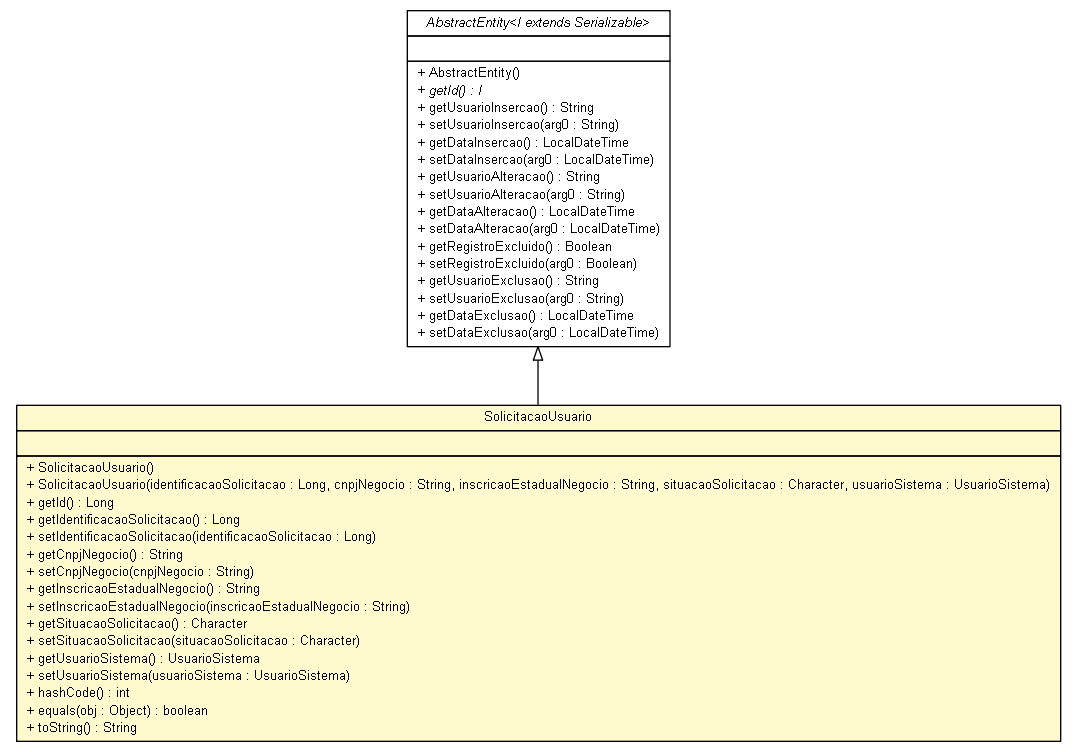 AbstractEntity<I extends Serializable>
+ AbstractEntity()
+ getId() : I
+ getUsuarioInsercao() : String
+ setUsuarioInsercao(arg0 : String)
+ getDataInsercao() : LocalDateTime
+ setDataInsercao(arg0 : LocalDateTime)
+ getUsuarioAlteracao() : String
+ setUsuarioAlteracao(arg0 : String)
+ getDataAlteracao() : LocalDateTime
+ setDataAlteracao(arg0 : LocalDateTime)
+ getRegistroExcluido() : Boolean
+ setRegistroExcluido(arg0 : Boolean)
+ getUsuarioExclusao() : String
+ setUsuarioExclusao(arg0 : String)
+ getDataExclusao() : LocalDateTime
+ setDataExclusao(arg0 : LocalDateTime)
SolicitacaoUsuario
+ SolicitacaoUsuario()
+ SolicitacaoUsuario(identificacaoSolicitacao : Long, cnpjNegocio : String, inscricaoEstadualNegocio : String, situacaoSolicitacao : Character, usuarioSistema : UsuarioSistema)
+ getId() : Long
+ getIdentificacaoSolicitacao() : Long
+ setIdentificacaoSolicitacao(identificacaoSolicitacao : Long)
+ getCnpjNegocio() : String
+ setCnpjNegocio(cnpjNegocio : String)
+ getInscricaoEstadualNegocio() : String
+ setInscricaoEstadualNegocio(inscricaoEstadualNegocio : String)
+ getSituacaoSolicitacao() : Character
+ setSituacaoSolicitacao(situacaoSolicitacao : Character)
+ getUsuarioSistema() : UsuarioSistema
+ setUsuarioSistema(usuarioSistema : UsuarioSistema)
+ hashCode() : int
+ equals(obj : Object) : boolean
+ toString() : String